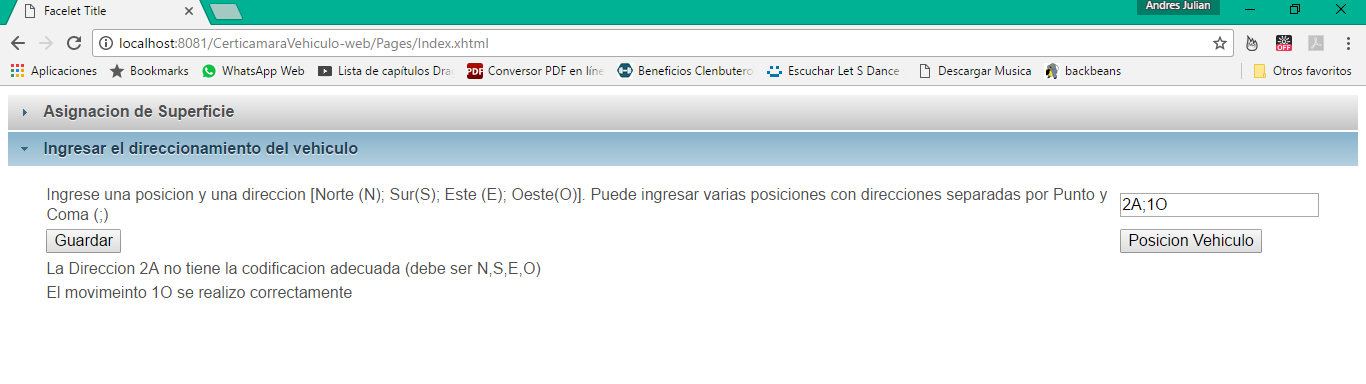 Andres Julian
Facelet Title
localhost:8081/CerticamaraVehiculo-web/Pages/Index.xhtml
OFF
Aplicaciones Bookmarks WhatsApp Web Lista de capítulos Drag PDF Conversor PDF en líne Beneficios Clenbutero Escuchar Let S Dance Descargar Musica backbeans Otros favoritos
Asignacion de Superficie
Ingresar el direccionamiento del vehiculo
Ingrese una posicion y una direccion [Norte (N); Sur(S); Este (E); Oeste(O)]. Puede ingresar varias posiciones con direcciones separadas por Punto y
Coma (;)
2A;1O
Guardar
Posicion Vehiculo
La Direccion 2A no tiene la codificacion adecuada (debe ser N,S,E,O)
El movimeinto 1O se realizo correctamente